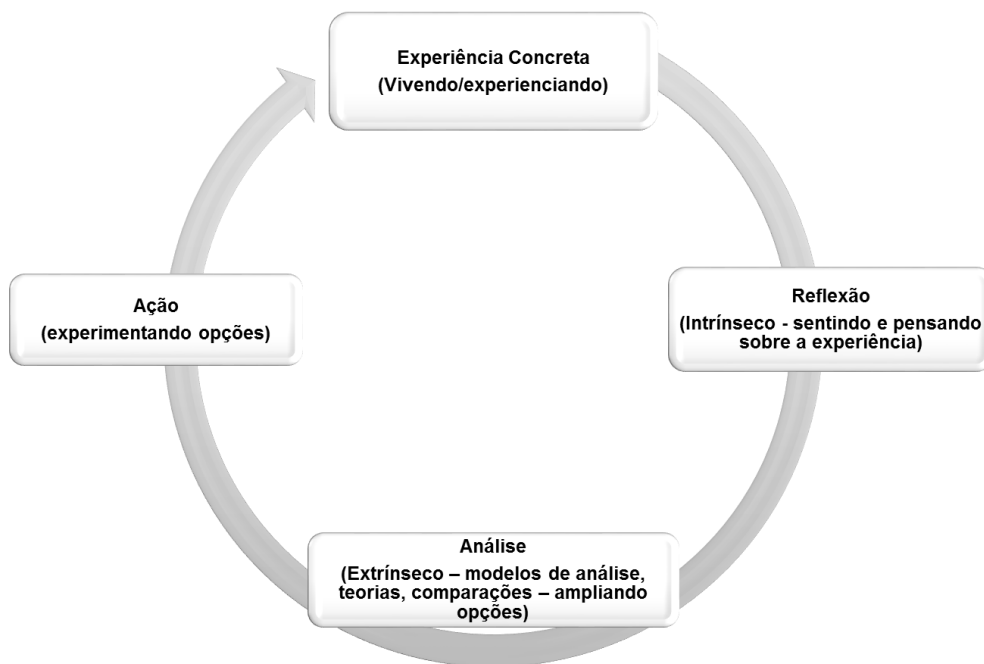 Experiência Concreta
(Vivendo/experienciando)
Reflexão
(Intrínseco - sentindo e pensando
sobre a experiência)
Análise
(Extrínseco – modelos de análise,
teorias, comparações – ampliando
opções)
Ação
(experimentando opções)